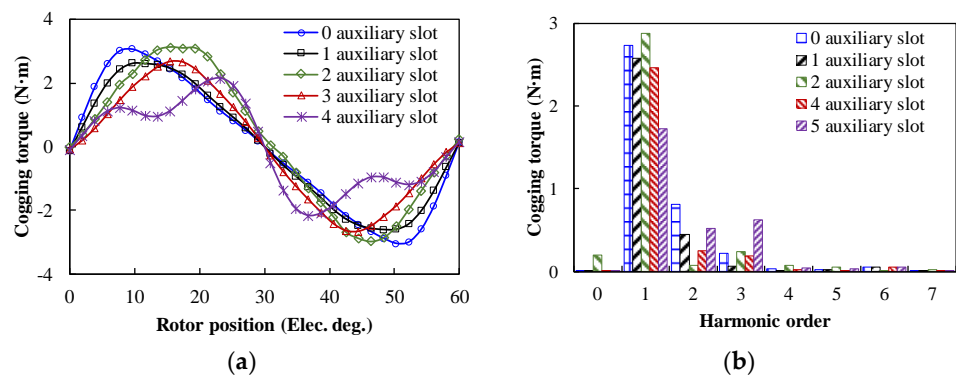 4
2
0
-2
-4
Cogging torque (N·m)
0 auxiliary slot
1 auxiliary slot
2 auxiliary slot
3 auxiliary slot
4 auxiliary slot
0 10 20 30 40 50 60
Rotor position (Elec. deg.)
(a)
3
2
1
0
Cogging torque (N·m)
0 auxiliary slot
1 auxiliary slot
2 auxiliary slot
4 auxiliary slot
5 auxiliary slot
0 1 2 3 4 5 6 7
Harmonic order
(b)